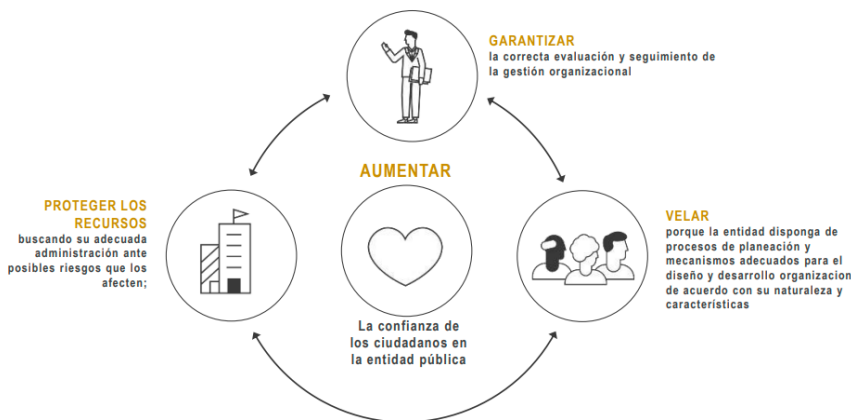 GARANTIZAR
la correcta evaluación y seguimiento de
la gestión organizacional
AUMENTAR
La confianza de
los ciudadanos en
la entidad pública
PROTEGER LOS
RECURSOS
buscando su adecuada
administración ante
posibles riesgos que los
afecten;
VELAR
porque la entidad disponga de
procesos de planeación y
mecanismos adecuados para el
diseño y desarrollo organizacion
de acuerdo con su naturaleza y
características